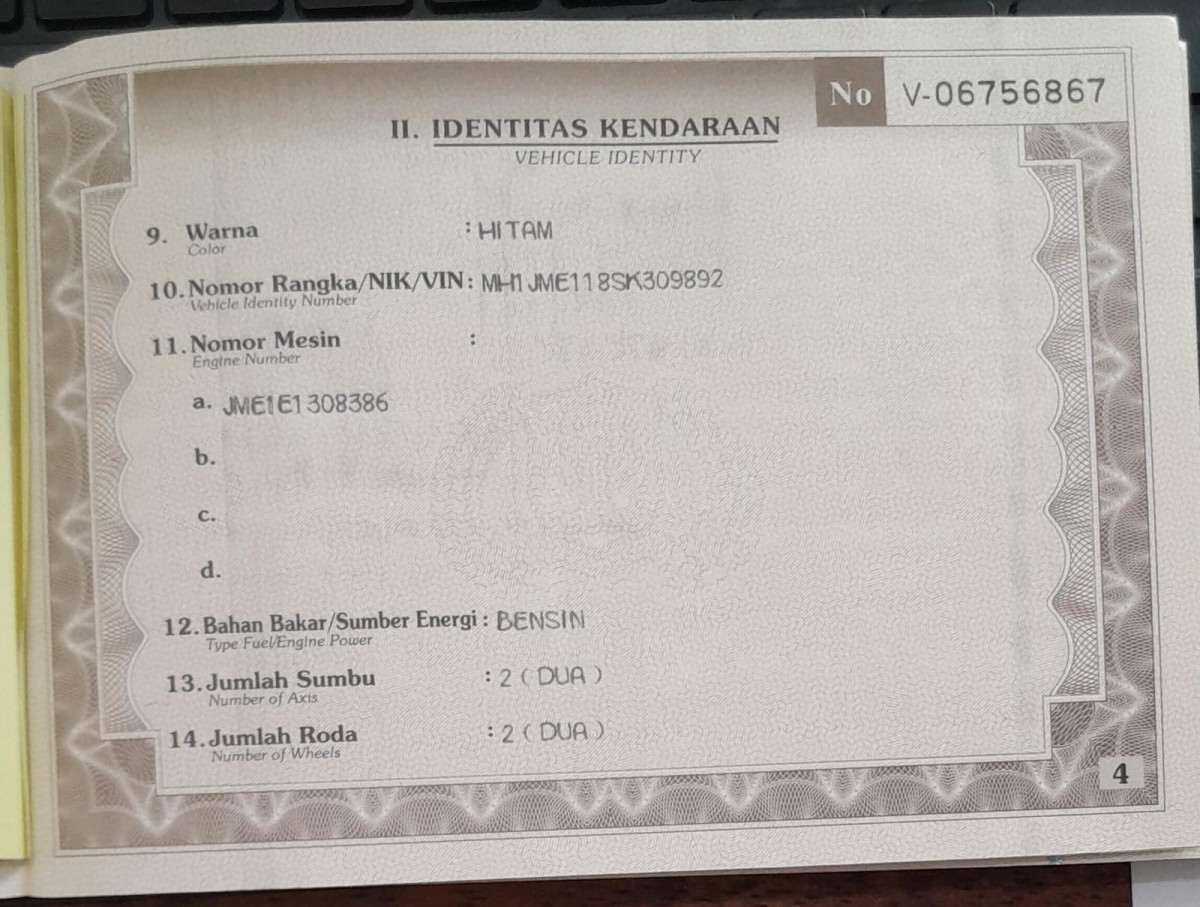 No V-06756867
II. IDENTITAS KENDARAAN
VEHICLE IDENTITY
9. Warna : HITAM
Color
10. Nomor Rangka/NIK/VIN : MH1JME118SK309892
Vehicle Identity Number
11. Nomor Mesin :
Engine Number
a. JME1E1308386
b.
c.
d.
12. Bahan Bakar/Sumber Energi : BENSIN
Type Fuel/Engine Power
13. Jumlah Sumbu : 2 ( DUA )
Number of Axis
14. Jumlah Roda : 2 ( DUA )
Number of Wheels
4